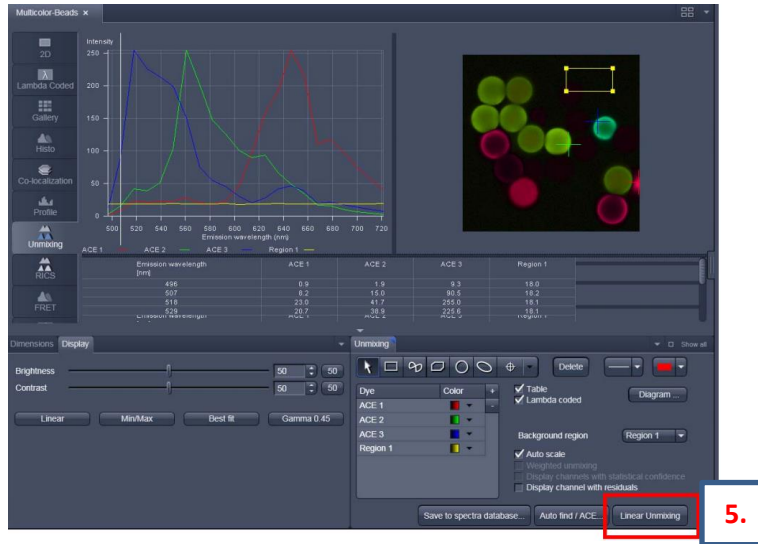 Multicolor-Beads ×
2D
Lambda Coded
Gallery
Histo
Co-localization
Profile
Unmixing
RICS
FRET
Intensity
250
200
150
100
50
0
500 520 540 560 580 600 620 640 660 680 700 720
Emission wavelength (nm)
ACE 1 ACE 2 ACE 3 Region 1
Emission wavelength [nm] ACE 1 ACE 2 ACE 3 Region 1
496 0.9 1.9 9.3 18.0
507 8.2 15.0 90.5 18.2
518 23.0 41.7 255.0 18.1
529 20.7 38.9 225.6 18.1
Dimensions Display
Brightness 50 50
Contrast 50 50
Linear Min/Max Best fit Gamma 0.45
Unmixing Show all
Delete
Dye Color +
ACE 1 -
ACE 2
ACE 3
Region 1
Table
Lambda coded
Diagram ...
Background region Region 1
Auto scale
Weighted unmixing
Display channels with statistical confidence
Display channel with residuals
Save to spectra database... Auto find / ACE... Linear Unmixing
5.